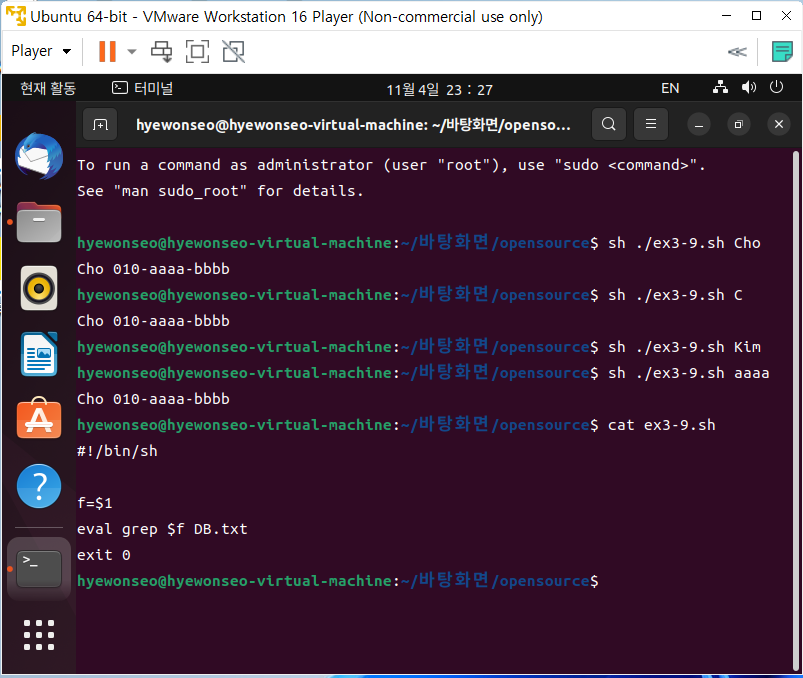 Ubuntu 64-bit - VMware Workstation 16 Player (Non-commercial use only)
Player
현재 활동 터미널 11월 4일 23 : 27 EN
hyewonseo@hyewonseo-virtual-machine: ~/바탕화면/openso...
To run a command as administrator (user "root"), use "sudo <command>".
See "man sudo_root" for details.
hyewonseo@hyewonseo-virtual-machine:~/바탕화면/opensource$ sh ./ex3-9.sh Cho
Cho 010-aaaa-bbbb
hyewonseo@hyewonseo-virtual-machine:~/바탕화면/opensource$ sh ./ex3-9.sh C
Cho 010-aaaa-bbbb
hyewonseo@hyewonseo-virtual-machine:~/바탕화면/opensource$ sh ./ex3-9.sh Kim
hyewonseo@hyewonseo-virtual-machine:~/바탕화면/opensource$ sh ./ex3-9.sh aaaa
Cho 010-aaaa-bbbb
hyewonseo@hyewonseo-virtual-machine:~/바탕화면/opensource$ cat ex3-9.sh
#!/bin/sh
f=$1
eval grep $f DB.txt
exit 0
hyewonseo@hyewonseo-virtual-machine:~/바탕화면/opensource$